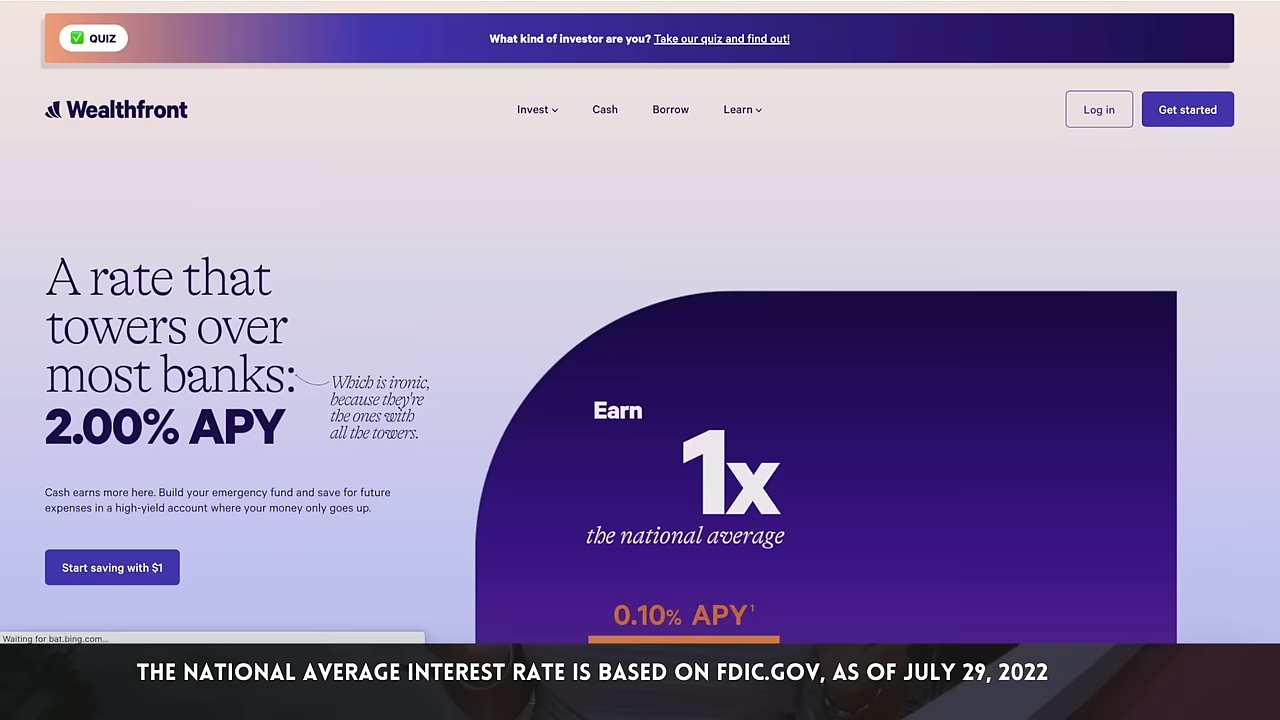 QUIZ
What kind of investor are you? Take our quiz and find out!
Wealthfront
Invest
Cash
Borrow
Learn
Log in
Get started
A rate that
towers over
most banks:
2.00% APY
Which is ironic,
because they're
the ones with
all the towers.
Cash earns more here. Build your emergency fund and save for future
expenses in a high-yield account where your money only goes up.
Start saving with $1
Earn
1x
the national average
0.10% APY¹
Waiting for bat.bing.com...
THE NATIONAL AVERAGE INTEREST RATE IS BASED ON FDIC.GOV, AS OF JULY 29, 2022